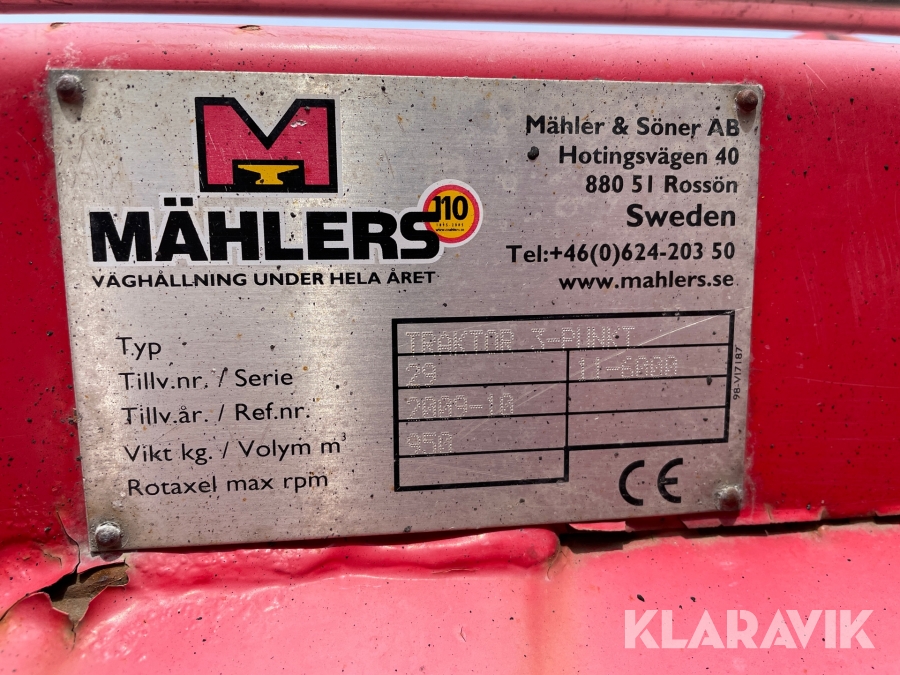 M
MÄHLERS
110
VÄGHÅLLNING UNDER HELA ÅRET
Mähler & Söner AB
Hotingsvägen 40
880 51 Rossön
Sweden
Tel:+46(0)624-203 50
www.mahlers.se
Typ TRAKTOR 3-PUNKT
Tillv.nr. / Serie 29 11-6000
Tillv.år. / Ref.nr. 2009-10
Vikt kg. / Volym m³ 950
Rotaxel max rpm
CE
98-V17187
KLARAVIK